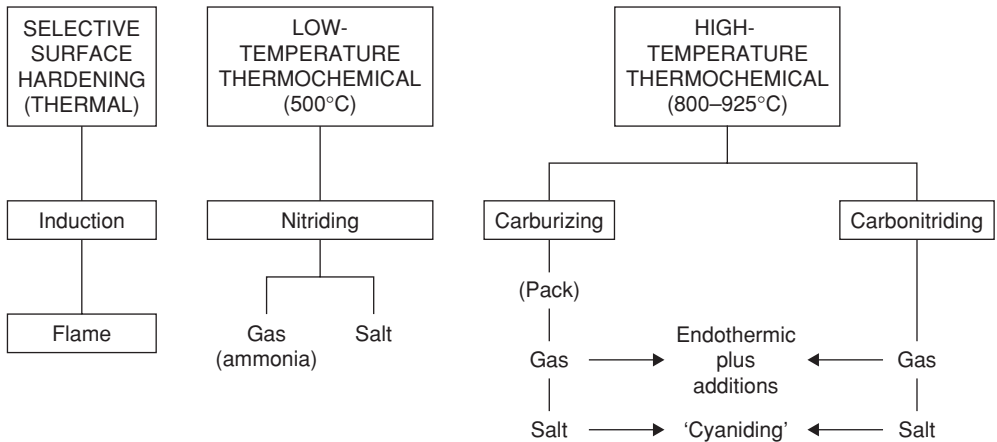 SELECTIVE
SURFACE
HARDENING
(THERMAL)
LOW-
TEMPERATURE
THERMOCHEMICAL
(500°C)
HIGH-
TEMPERATURE
THERMOCHEMICAL
(800–925°C)
Induction
Nitriding
Carburizing
Carbonitriding
(Pack)
Flame
Gas
(ammonia)
Salt
Gas
Endothermic
plus
additions
Gas
Salt
'Cyaniding'
Salt